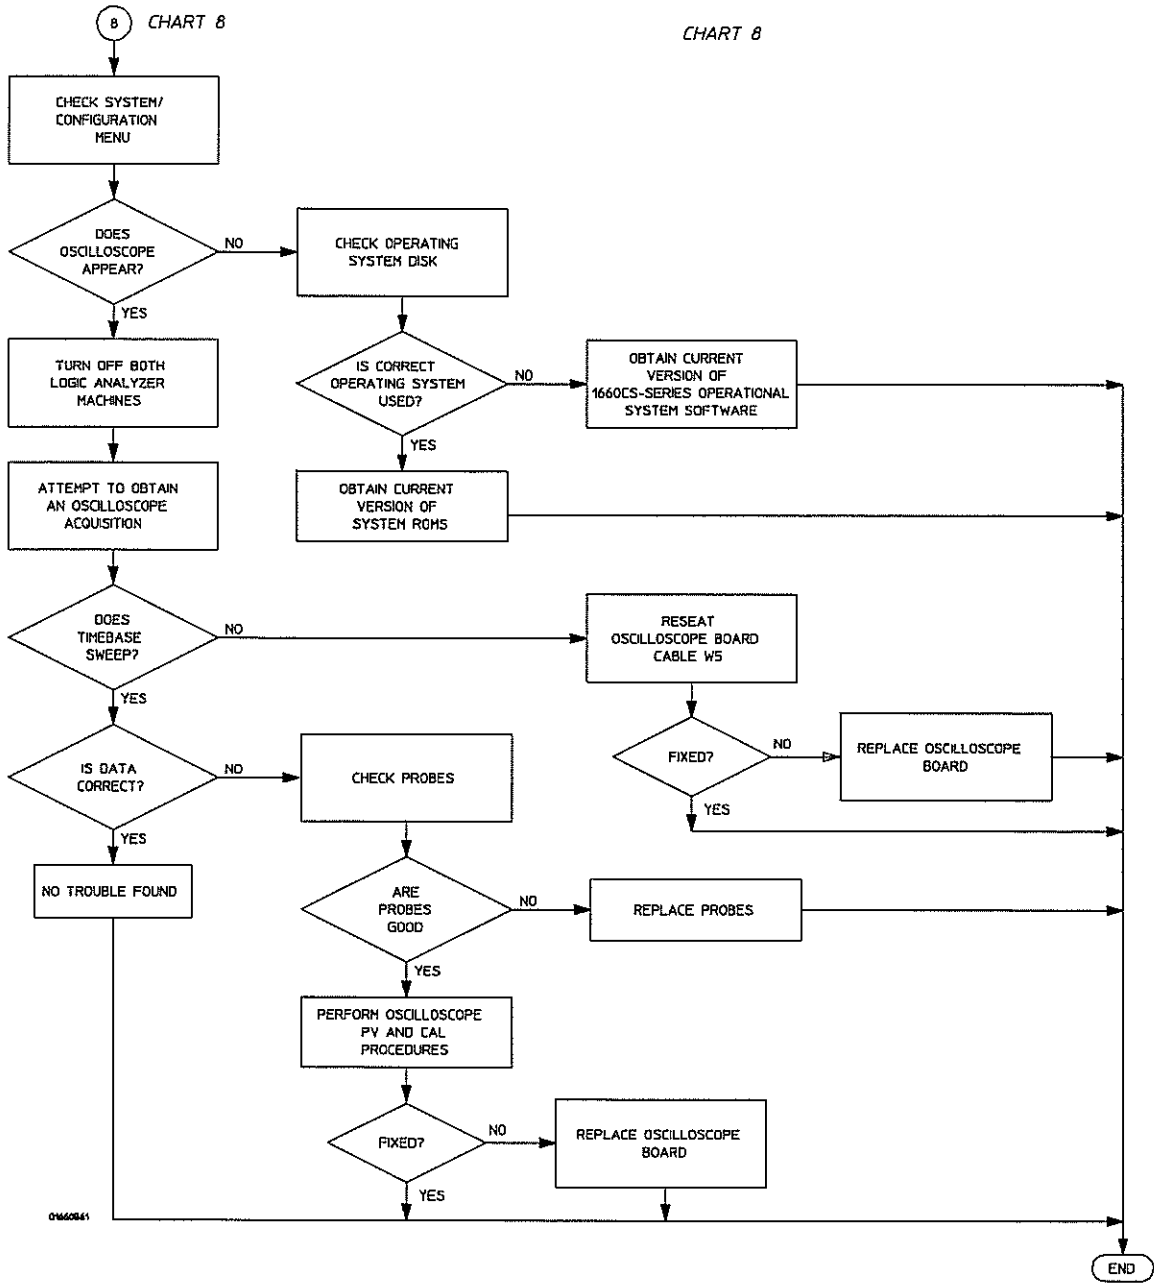 8
CHART 8
CHART 8
CHECK SYSTEM/
CONFIGURATION
MENU
DOES
OSCILLOSCOPE
APPEAR?
NO
YES
CHECK OPERATING
SYSTEM DISK
TURN OFF BOTH
LOGIC ANALYZER
MACHINES
IS CORRECT
OPERATING SYSTEM
USED?
NO
YES
OBTAIN CURRENT
VERSION OF
1660CS-SERIES OPERATIONAL
SYSTEM SOFTWARE
ATTEMPT TO OBTAIN
AN OSCILLOSCOPE
ACQUISITION
OBTAIN CURRENT
VERSION OF
SYSTEM ROMS
DOES
TIMEBASE
SWEEP?
NO
YES
RESEAT
OSCILLOSCOPE BOARD
CABLE W5
FIXED?
NO
YES
REPLACE OSCILLOSCOPE
BOARD
IS DATA
CORRECT?
NO
YES
CHECK PROBES
NO TROUBLE FOUND
ARE
PROBES
GOOD
NO
YES
REPLACE PROBES
PERFORM OSCILLOSCOPE
PV AND CAL
PROCEDURES
FIXED?
NO
YES
REPLACE OSCILLOSCOPE
BOARD
END